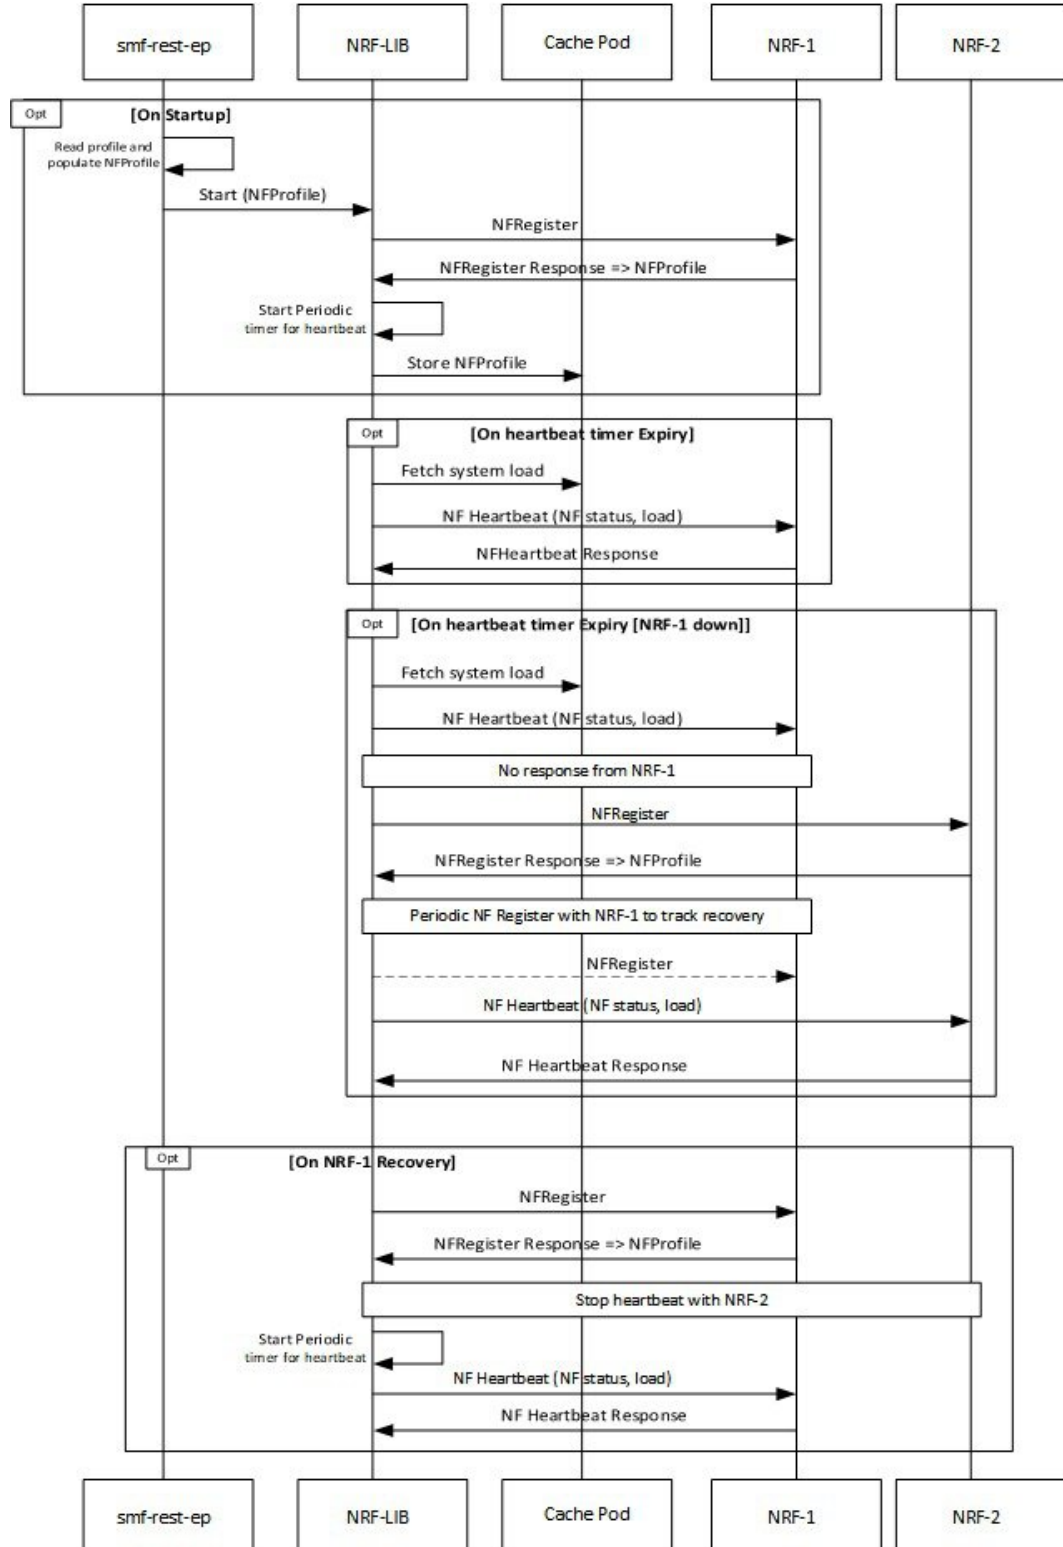 smf-rest-ep
NRF-LIB
Cache Pod
NRF-1
NRF-2
Opt
[On Startup]
Read profile and
populate NFProfile
Start (NFProfile)
NFRegister
NFRegister Response => NFProfile
Start Periodic
timer for heartbeat
Store NFProfile
Opt
[On heartbeat timer Expiry]
Fetch system load
NF Heartbeat (NF status, load)
NFHeartbeat Response
Opt
[On heartbeat timer Expiry [NRF-1 down]]
Fetch system load
NF Heartbeat (NF status, load)
No response from NRF-1
NFRegister
NFRegister Response => NFProfile
Periodic NF Register with NRF-1 to track recovery
NFRegister
NF Heartbeat (NF status, load)
NF Heartbeat Response
Opt
[On NRF-1 Recovery]
NFRegister
NFRegister Response => NFProfile
Stop heartbeat with NRF-2
Start Periodic
timer for heartbeat
NF Heartbeat (NF status, load)
NF Heartbeat Response
smf-rest-ep
NRF-LIB
Cache Pod
NRF-1
NRF-2